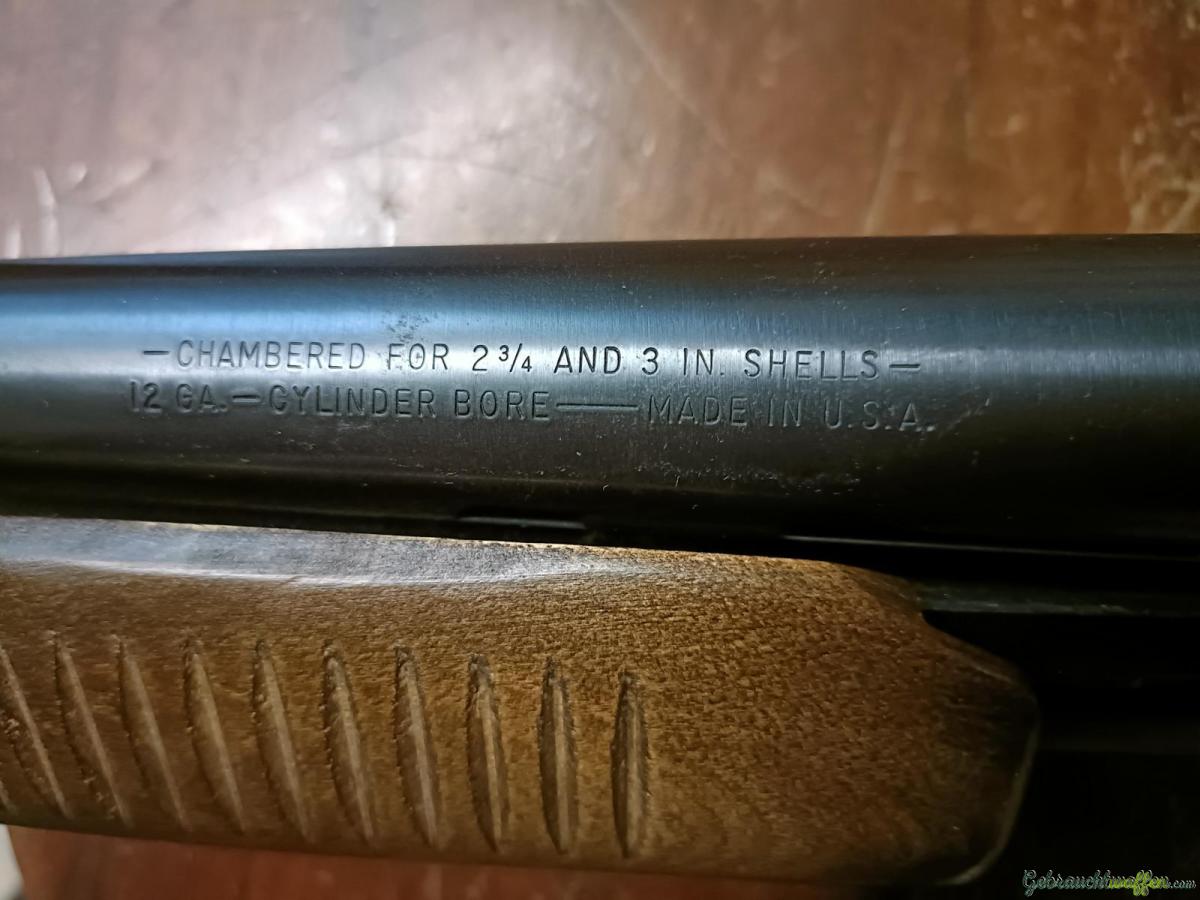 —CHAMBERED FOR 2 3/4 AND 3 IN. SHELLS—
12 GA.—CYLINDER BORE——MADE IN U.S.A.
Gebrauchtwaffen.com